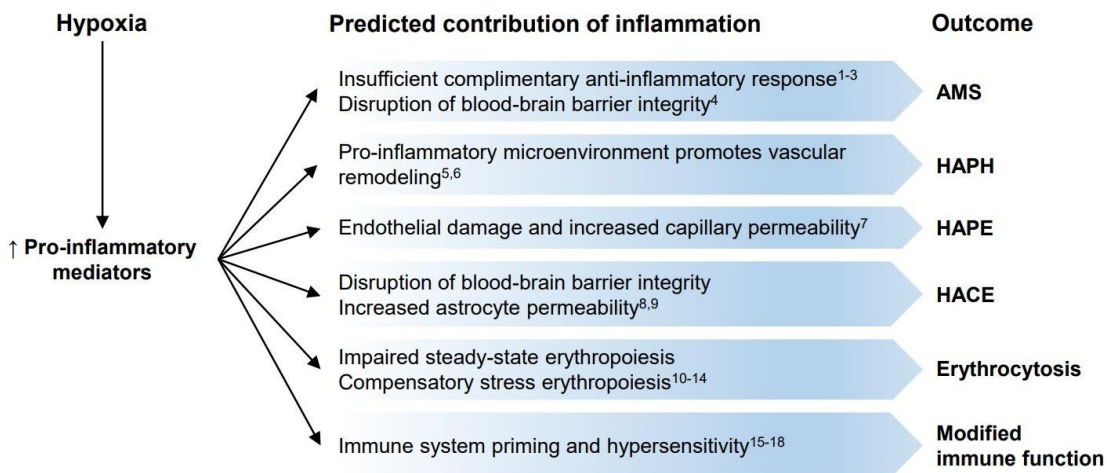 Hypoxia
Predicted contribution of inflammation
Outcome
↑ Pro-inflammatory
mediators
Insufficient complimentary anti-inflammatory response1-3
Disruption of blood-brain barrier integrity4
AMS
Pro-inflammatory microenvironment promotes vascular
remodeling5,6
HAPH
Endothelial damage and increased capillary permeability7
HAPE
Disruption of blood-brain barrier integrity
Increased astrocyte permeability8,9
HACE
Impaired steady-state erythropoiesis
Compensatory stress erythropoiesis10-14
Erythrocytosis
Immune system priming and hypersensitivity15-18
Modified
immune function